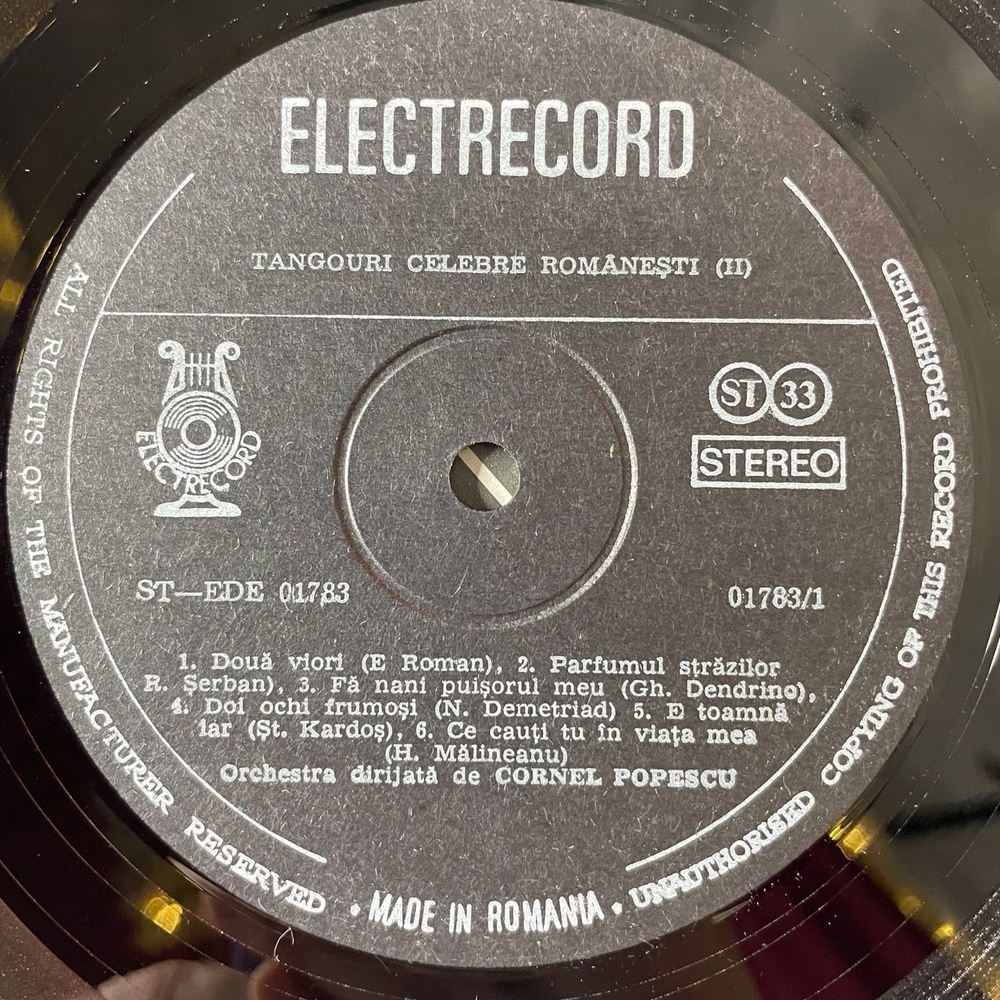 ELECTRECORD
TANGOURI CELEBRE ROMÂNEȘTI (II)
ELECTRECORD
ST 33
STEREO
ST—EDE 01783
01783/1
1. Două viori (E Roman), 2. Parfumul străzilor
R. Șerban), 3. Fă nani puișorul meu (Gh. Dendrino),
4. Doi ochi frumoși (N. Demetriad) 5. E toamnă
iar (Șt. Kardoș), 6. Ce cauți tu în viața mea
(H. Mălineanu)
Orchestra dirijată de CORNEL POPESCU
ALL RIGHTS OF THE MANUFACTURER RESERVED • MADE IN ROMANIA • UNAUTHORISED COPYING OF THIS RECORD PROHIBITED